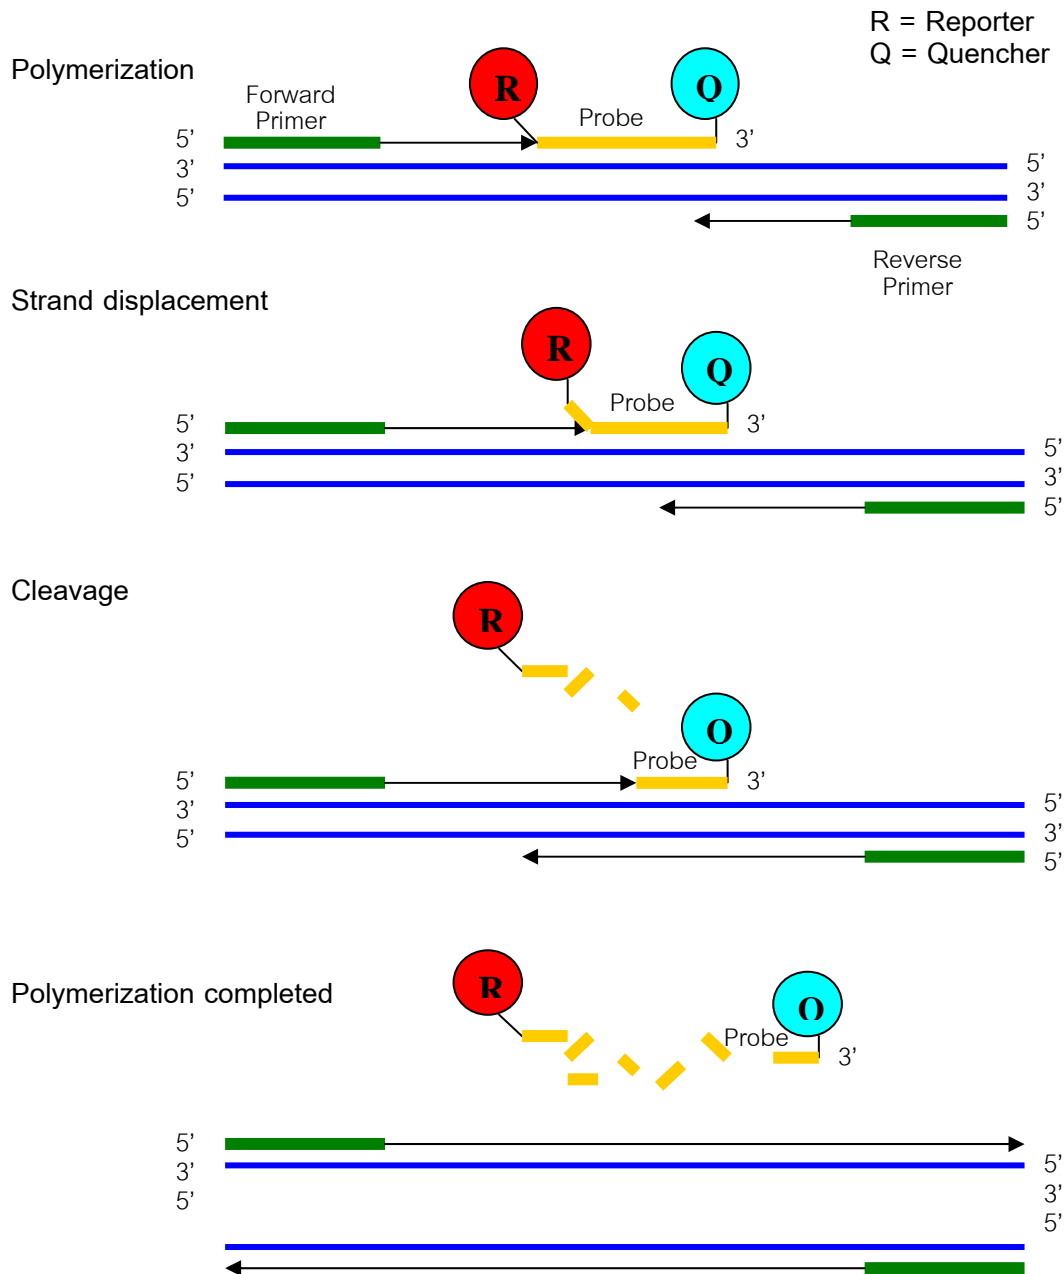 R = Reporter
Q = Quencher
Polymerization
R
Q
Forward
Primer
Probe
5’
3’
3’
5’
5’
3’
5’
Reverse
Primer
Strand displacement
R
Q
Probe
5’
3’
3’
5’
5’
3’
5’
Cleavage
R
Q
Probe
5’
3’
3’
5’
5’
3’
5’
Polymerization completed
R
Q
Probe
3’
5’
3’
5’
5’
3’
5’